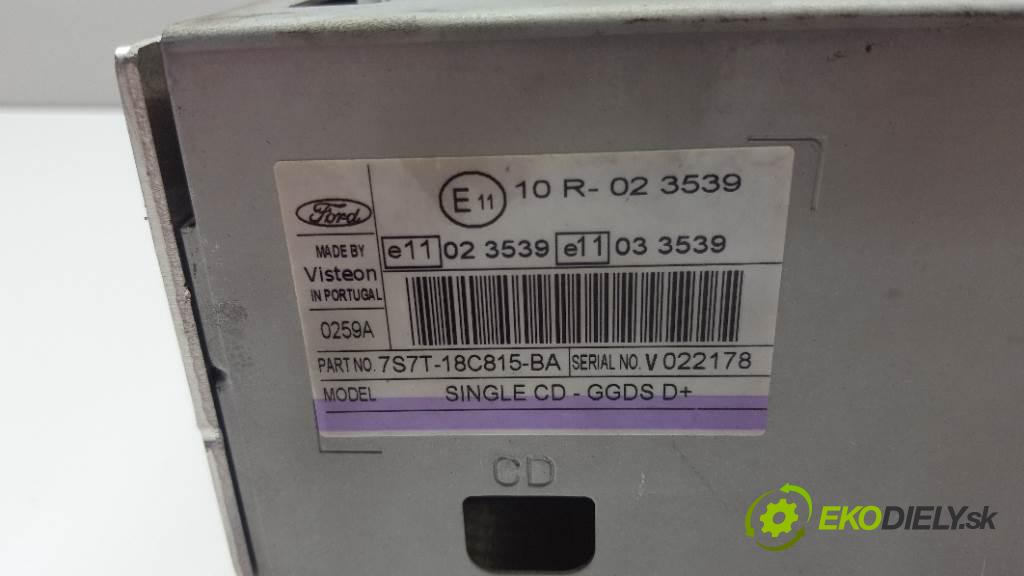 Ford
E11 10 R- 02 3539
MADE BY
Visteon
IN PORTUGAL
e11 02 3539 e11 03 3539
0259A
PART NO. 7S7T-18C815-BA SERIAL NO. V 022178
MODEL SINGLE CD - GGDS D+
CD
EKODIELY.sk